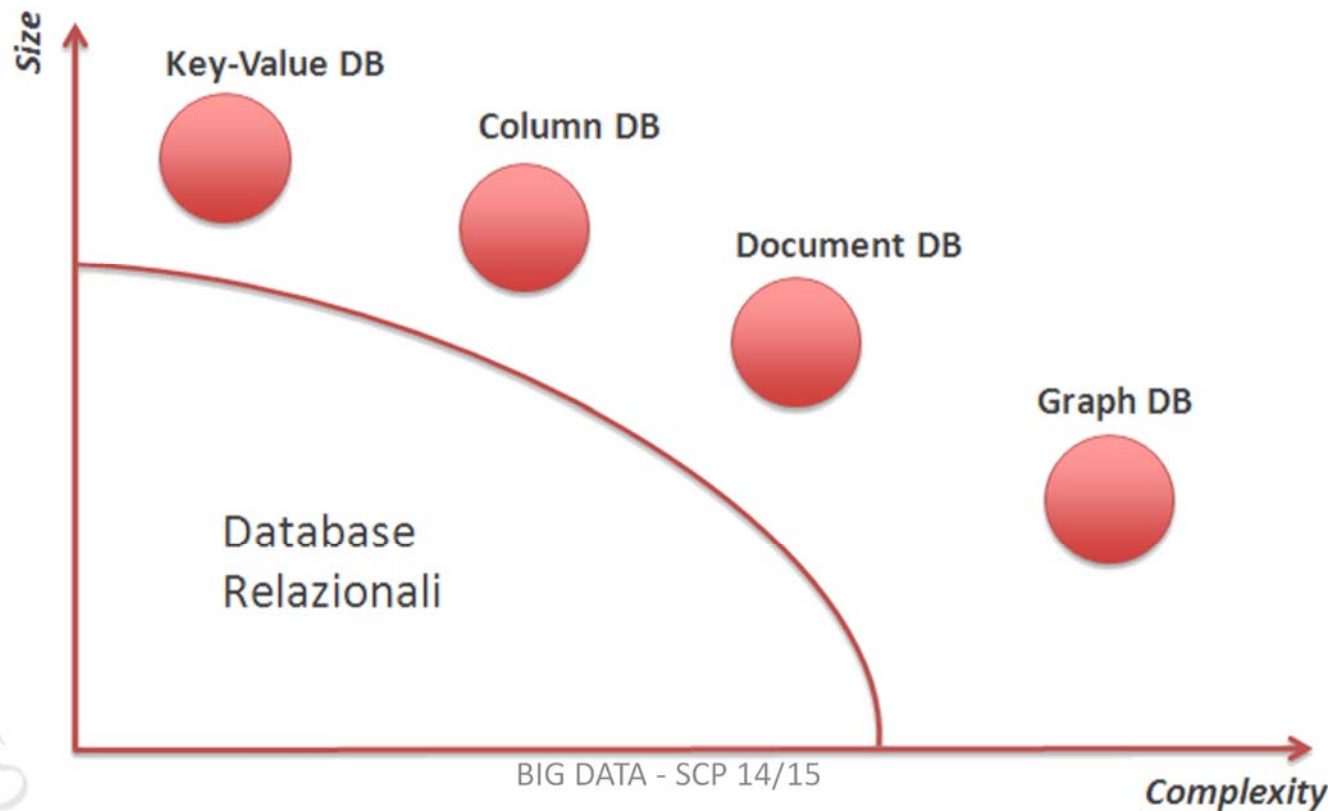 Size
Key-Value DB
Column DB
Document DB
Graph DB
Database
Relazionali
BIG DATA - SCP 14/15
Complexity